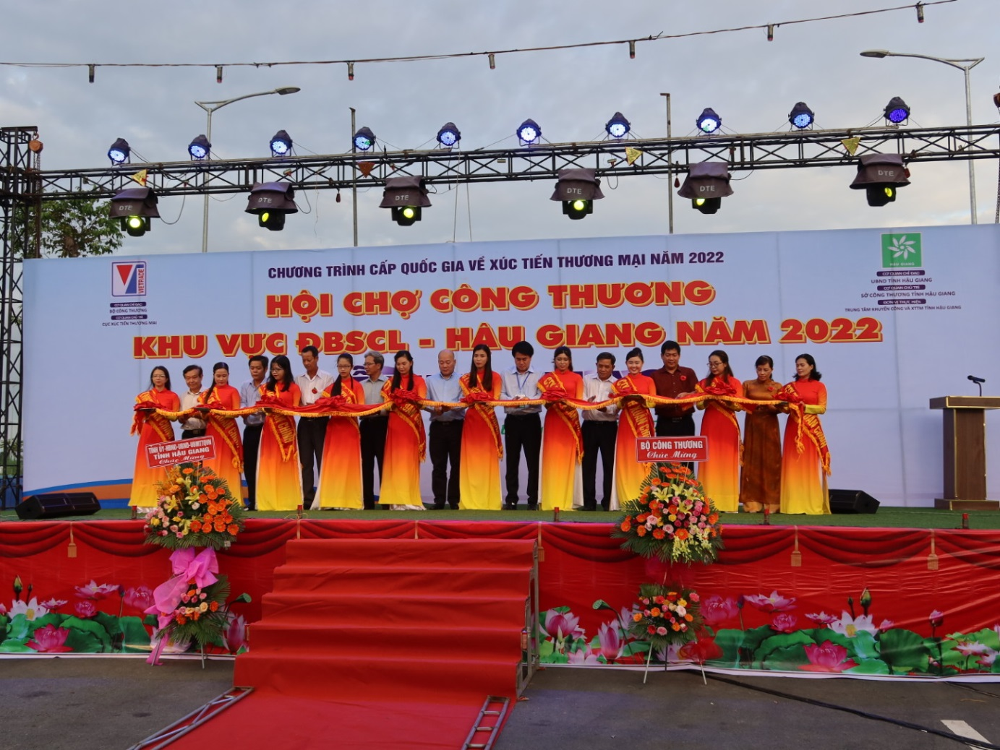 CHƯƠNG TRÌNH CẤP QUỐC GIA VỀ XÚC TIẾN THƯƠNG MẠI NĂM 2022
HỘI CHỢ CÔNG THƯƠNG
KHU VỰC ĐBSCL - HẬU GIANG NĂM 2022
VIETRADE
CƠ QUAN CHỈ ĐẠO
BỘ CÔNG THƯƠNG
CƠ QUAN CHỦ TRÌ
CỤC XÚC TIẾN THƯƠNG MẠI
HAU GIANG
CƠ QUAN CHỈ ĐẠO
UBND TỈNH HẬU GIANG
CƠ QUAN CHỦ TRÌ
SỞ CÔNG THƯƠNG TỈNH HẬU GIANG
ĐƠN VỊ THỰC HIỆN
TRUNG TÂM KHUYẾN CÔNG VÀ XTTM TỈNH HẬU GIANG
DTE
DTE
DTE
DTE
DTE
DTE
TỈNH ỦY-HĐND-UBND-UBMTTQVN
TỈNH HẬU GIANG
Chúc Mừng
BỘ CÔNG THƯƠNG
Chúc Mừng